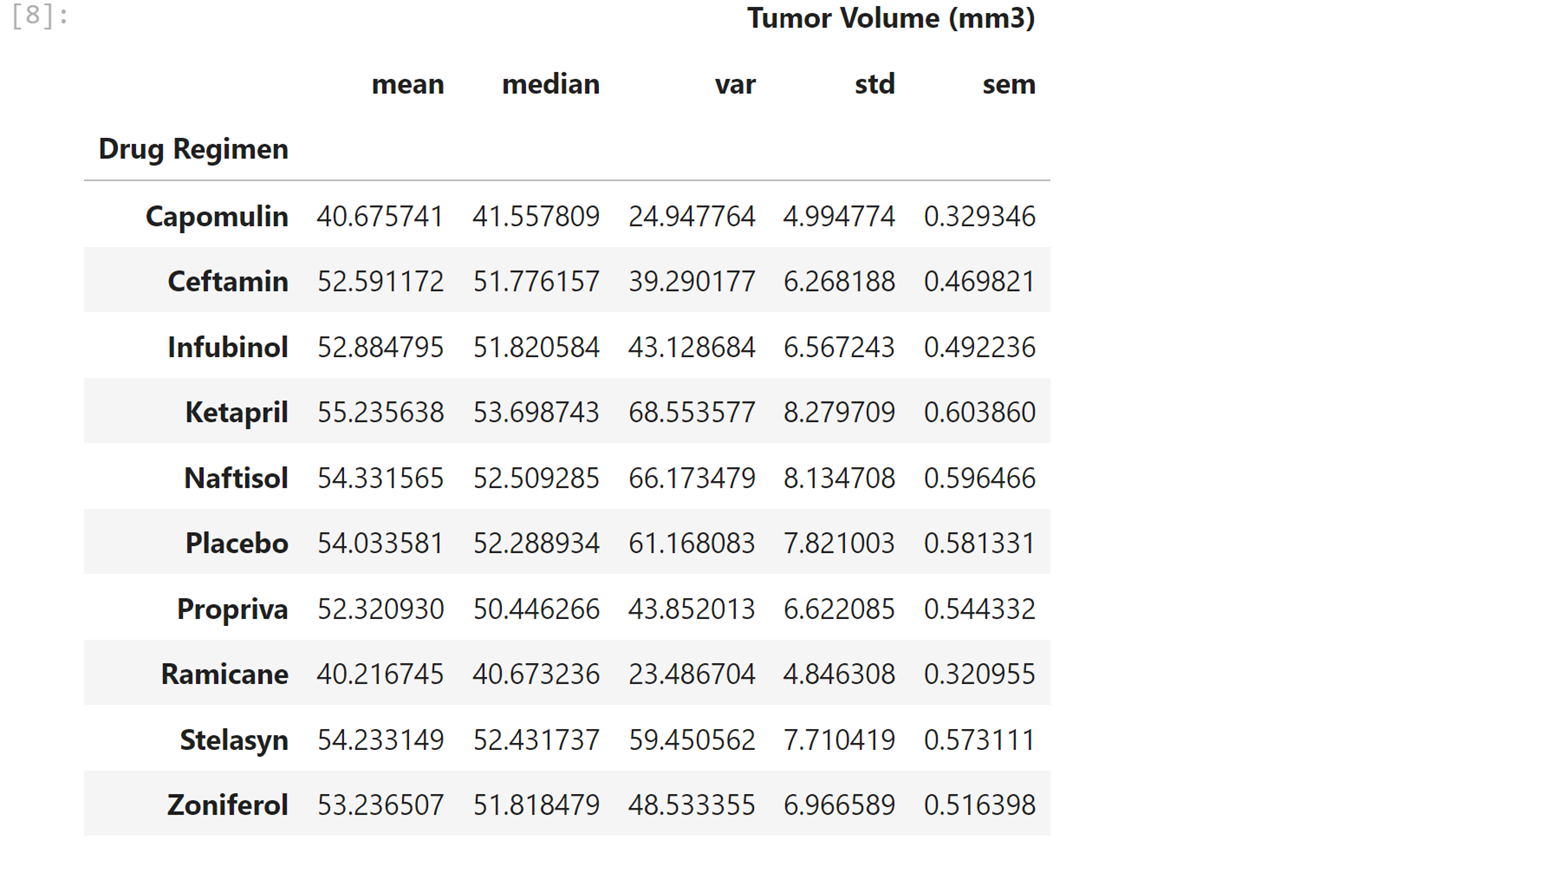 [8]:
Tumor Volume (mm3)
mean median var std sem
Drug Regimen
Capomulin 40.675741 41.557809 24.947764 4.994774 0.329346
Ceftamin 52.591172 51.776157 39.290177 6.268188 0.469821
Infubinol 52.884795 51.820584 43.128684 6.567243 0.492236
Ketapril 55.235638 53.698743 68.553577 8.279709 0.603860
Naftisol 54.331565 52.509285 66.173479 8.134708 0.596466
Placebo 54.033581 52.288934 61.168083 7.821003 0.581331
Propriva 52.320930 50.446266 43.852013 6.622085 0.544332
Ramicane 40.216745 40.673236 23.486704 4.846308 0.320955
Stelasyn 54.233149 52.431737 59.450562 7.710419 0.573111
Zoniferol 53.236507 51.818479 48.533355 6.966589 0.516398